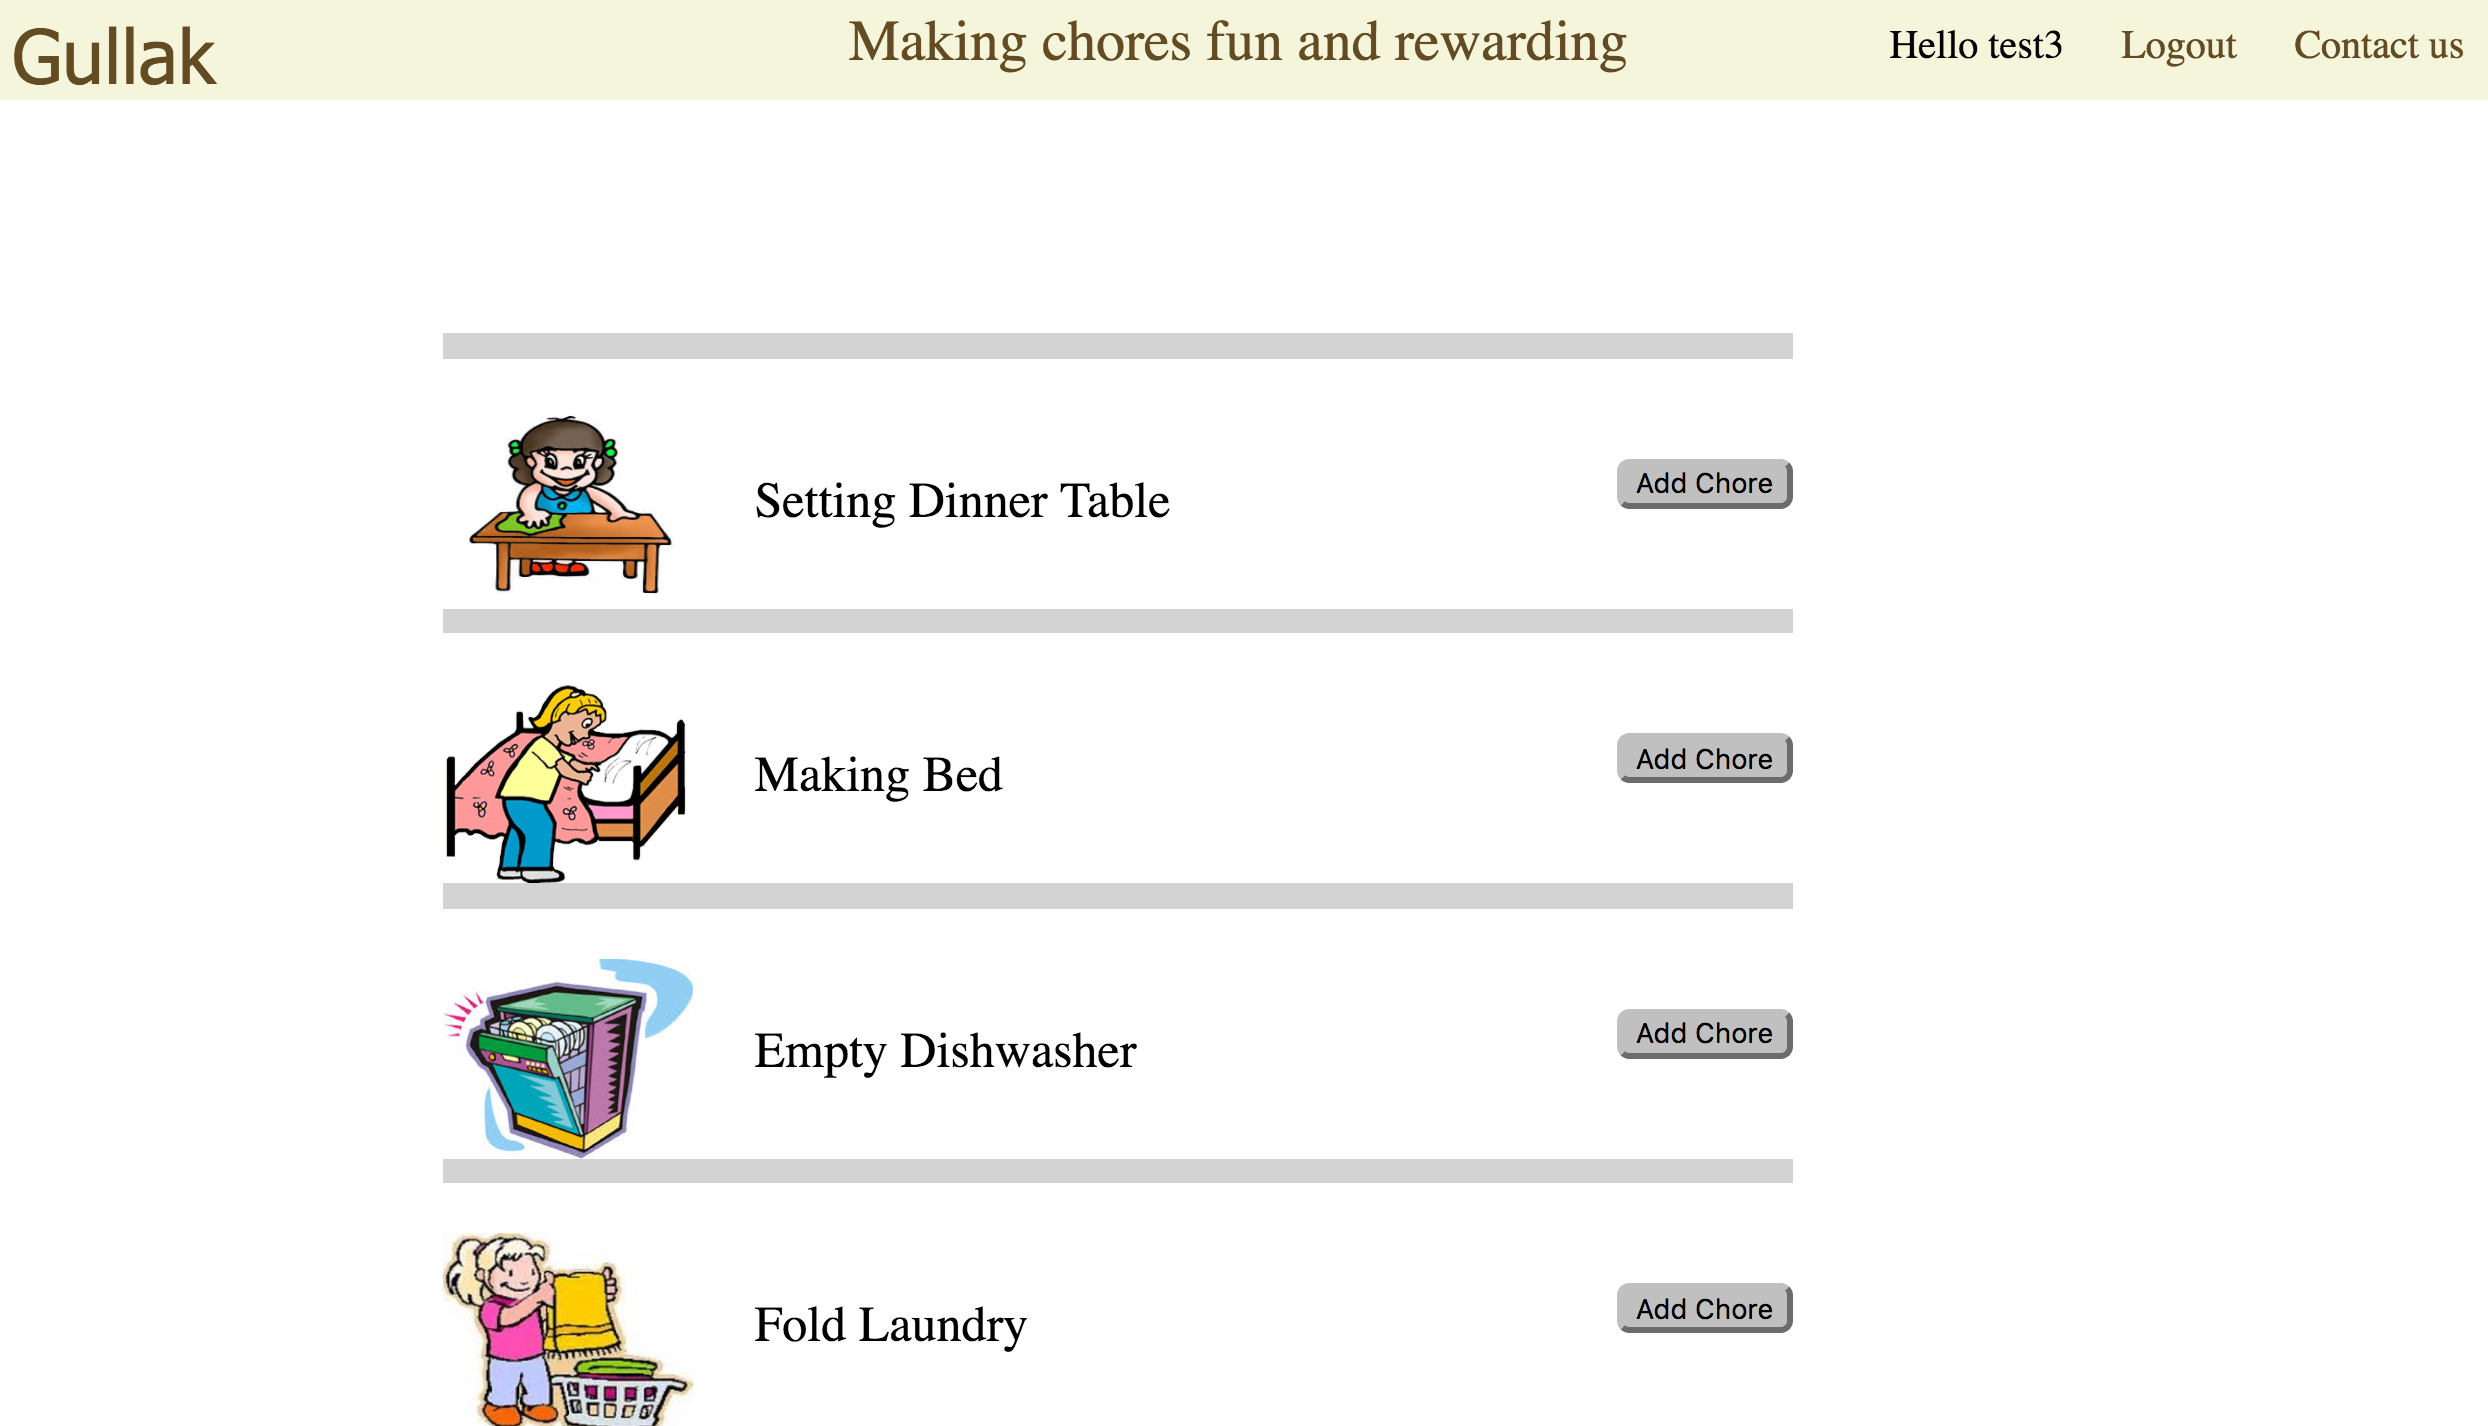 Gullak
Making chores fun and rewarding
Hello test3
Logout
Contact us
Setting Dinner Table
Add Chore
Making Bed
Add Chore
Empty Dishwasher
Add Chore
Fold Laundry
Add Chore